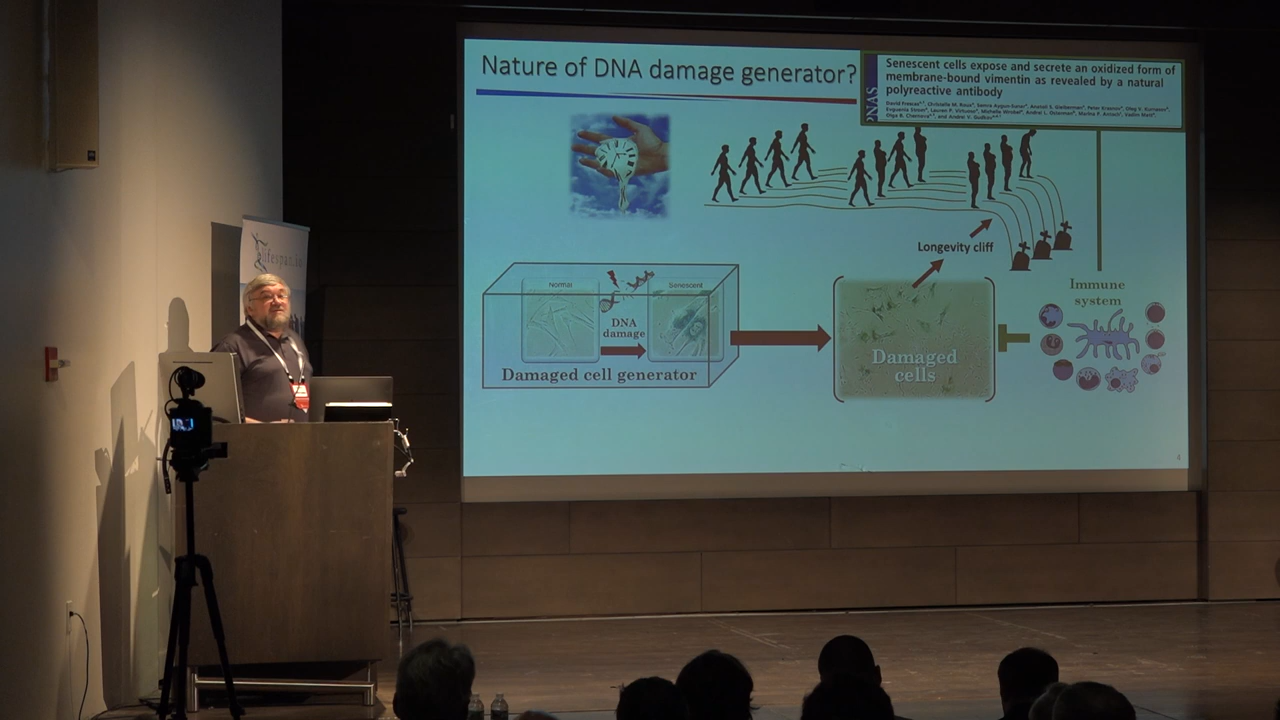 Nature of DNA damage generator?
PNAS
Senescent cells expose and secrete an oxidized form of
membrane-bound vimentin as revealed by a natural
polyreactive antibody
Longevity cliff
Immune
system
Normal
Senescent
DNA
damage
Damaged cell generator
Damaged
cells
lifespan.io